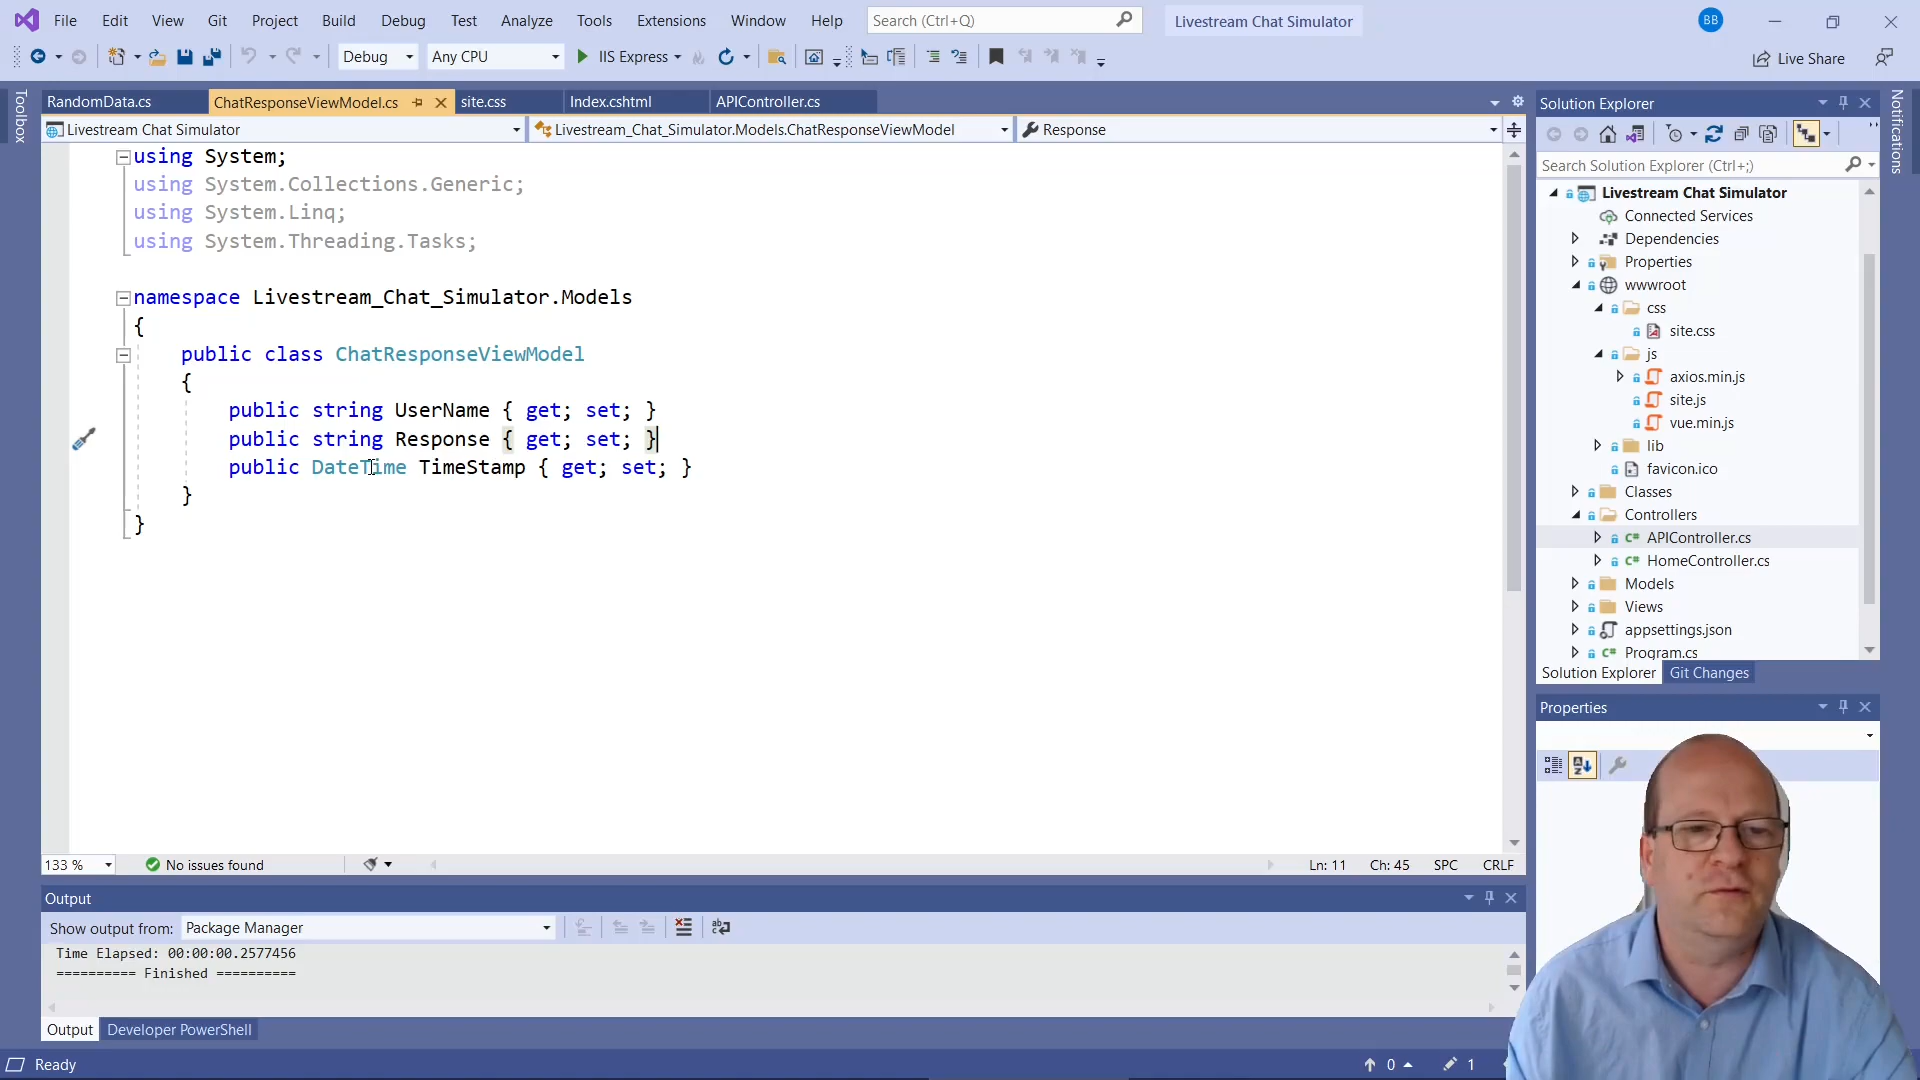 File Edit View Git Project Build Debug Test Analyze Tools Extensions Window Help Search (Ctrl+Q) Livestream Chat Simulator BB
Debug Any CPU IIS Express Live Share
Toolbox
RandomData.cs ChatResponseViewModel.cs site.css Index.cshtml APIController.cs
Livestream Chat Simulator Livestream_Chat_Simulator.Models.ChatResponseViewModel Response
using System;
using System.Collections.Generic;
using System.Linq;
using System.Threading.Tasks;
namespace Livestream_Chat_Simulator.Models
{
public class ChatResponseViewModel
{
public string UserName { get; set; }
public string Response { get; set; }
public DateTime TimeStamp { get; set; }
}
}
133 % No issues found Ln: 11 Ch: 45 SPC CRLF
Output
Show output from: Package Manager
Time Elapsed: 00:00:00.2577456
========== Finished ==========
Output Developer PowerShell
Ready 0 1
Solution Explorer
Search Solution Explorer (Ctrl+;)
Livestream Chat Simulator
Connected Services
Dependencies
Properties
wwwroot
css
site.css
js
axios.min.js
site.js
vue.min.js
lib
favicon.ico
Classes
Controllers
C# APIController.cs
C# HomeController.cs
Models
Views
appsettings.json
C# Program.cs
Solution Explorer Git Changes
Properties
Notifications